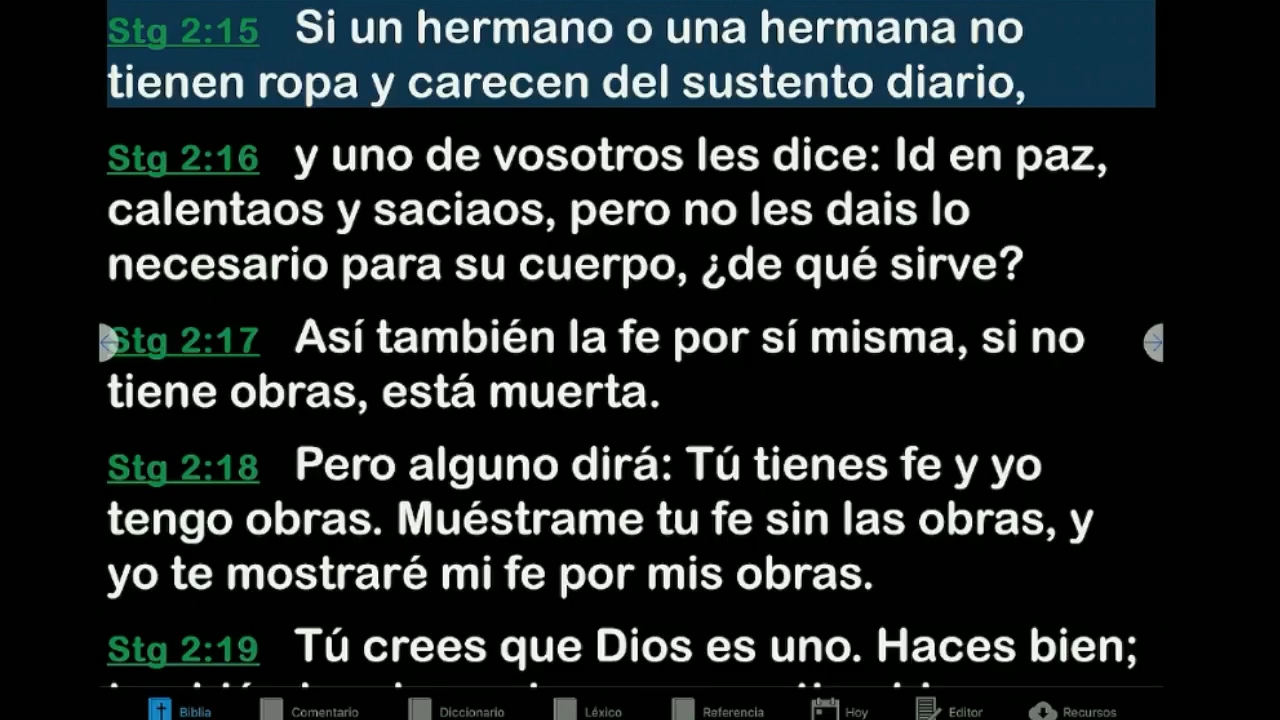 Stg 2:15 Si un hermano o una hermana no
tienen ropa y carecen del sustento diario,
Stg 2:16 y uno de vosotros les dice: Id en paz,
calentaos y saciaos, pero no les dais lo
necesario para su cuerpo, ¿de qué sirve?
Stg 2:17 Así también la fe por sí misma, si no
tiene obras, está muerta.
Stg 2:18 Pero alguno dirá: Tú tienes fe y yo
tengo obras. Muéstrame tu fe sin las obras, y
yo te mostraré mi fe por mis obras.
Stg 2:19 Tú crees que Dios es uno. Haces bien;
Biblia Comentario Diccionario Léxico Referencia Hoy Editor Recursos